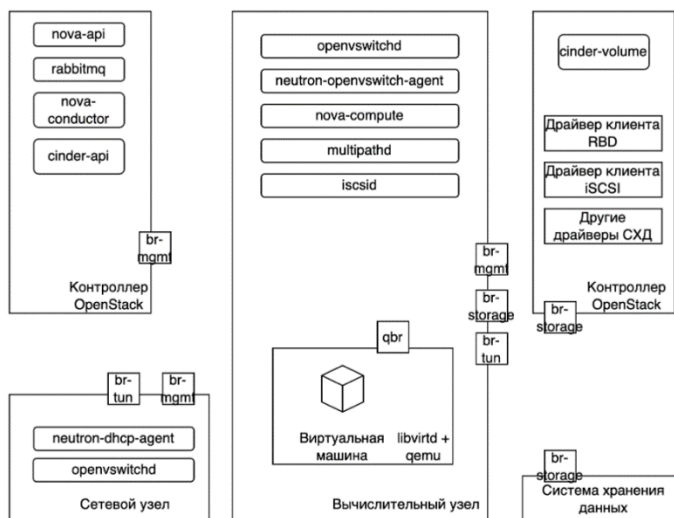 nova-api
rabbitmq
nova-
conductor
cinder-api
br-
mgmt
Контроллер
OpenStack
openvswitchd
neutron-openvswitch-agent
nova-compute
multipathd
iscsid
br-
mgmt
br-
storage
br-
tun
qbr
Виртуальная
машина
libvirtd +
qemu
Вычислительный узел
cinder-volume
Драйвер клиента
RBD
Драйвер клиента
iSCSI
Другие
драйверы СХД
Контроллер
OpenStack
br-
storage
br-
tun
br-
mgmt
neutron-dhcp-agent
openvswitchd
Сетевой узел
br-
storage
Система хранения
данных